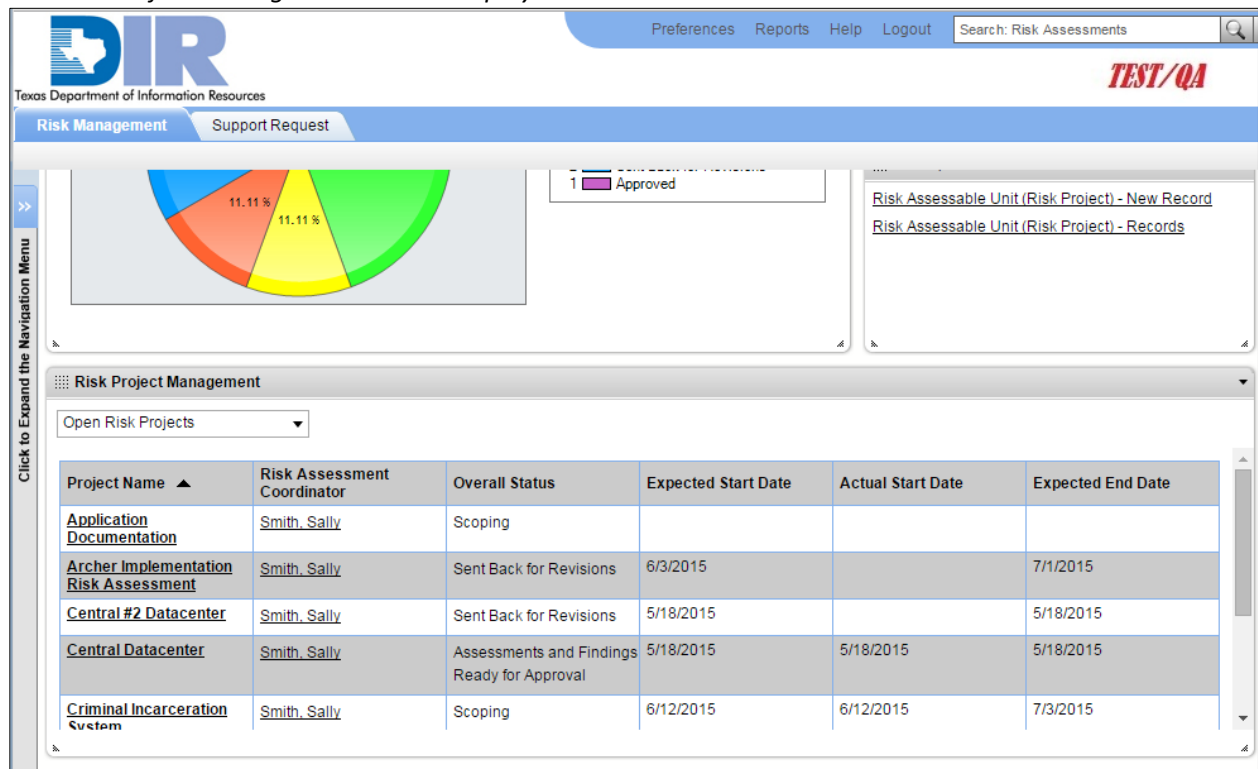 DIR
Texas Department of Information Resources
Preferences Reports Help Logout Search: Risk Assessments
TEST/QA
Risk Management Support Request
1 Approved
11.11 %
11.11 %
Risk Assessable Unit (Risk Project) - New Record
Risk Assessable Unit (Risk Project) - Records
>>
Click to Expand the Navigation Menu
Risk Project Management
Open Risk Projects
Project Name Risk Assessment Coordinator Overall Status Expected Start Date Actual Start Date Expected End Date
Application Documentation Smith, Sally Scoping
Archer Implementation Risk Assessment Smith, Sally Sent Back for Revisions 6/3/2015 7/1/2015
Central #2 Datacenter Smith, Sally Sent Back for Revisions 5/18/2015 5/18/2015
Central Datacenter Smith, Sally Assessments and Findings Ready for Approval 5/18/2015 5/18/2015 5/18/2015
Criminal Incarceration System Smith, Sally Scoping 6/12/2015 6/12/2015 7/3/2015